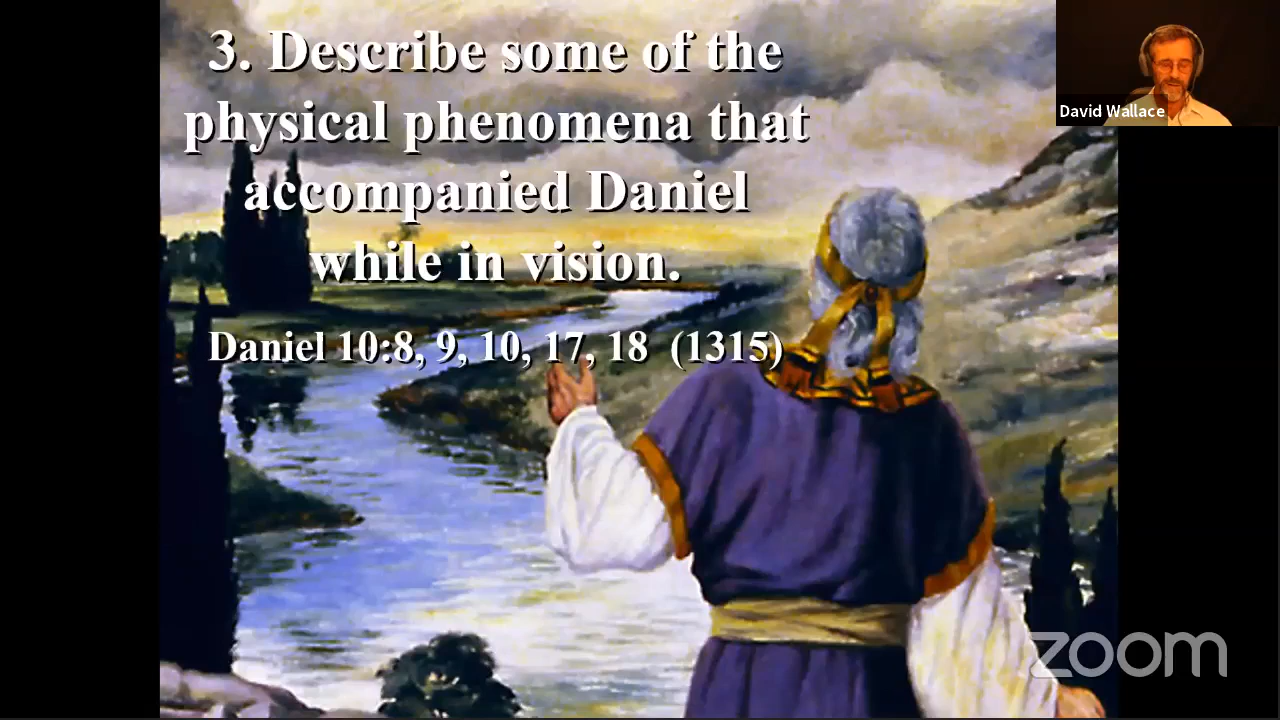 3. Describe some of the
physical phenomena that
accompanied Daniel
while in vision.
Daniel 10:8, 9, 10, 17, 18 (1315)
David Wallace
zoom